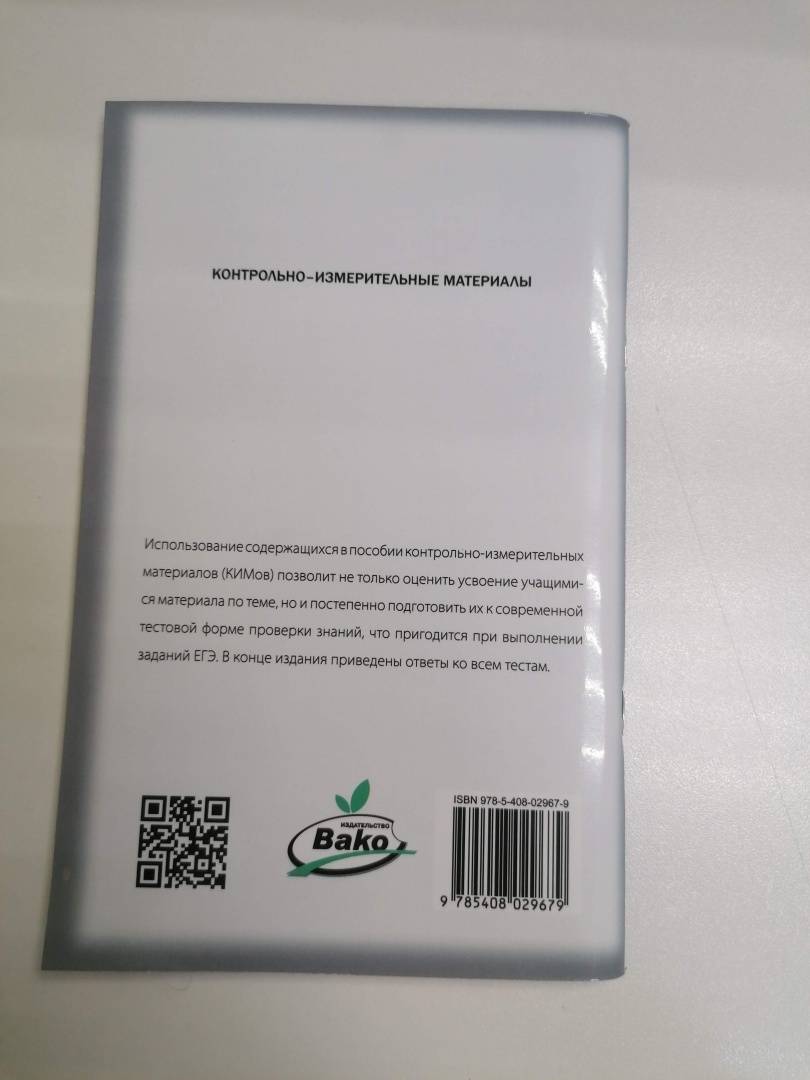 КОНТРОЛЬНО-ИЗМЕРИТЕЛЬНЫЕ МАТЕРИАЛЫ
Использование содержащихся в пособии контрольно-измерительных
материалов (КИМов) позволит не только оценить усвоение учащими-
ся материала по теме, но и постепенно подготовить их к современной
тестовой форме проверки знаний, что пригодится при выполнении
заданий ЕГЭ. В конце издания приведены ответы ко всем тестам.
ИЗДАТЕЛЬСТВО
Вако
ISBN 978-5-408-02967-9
9 785408 029679